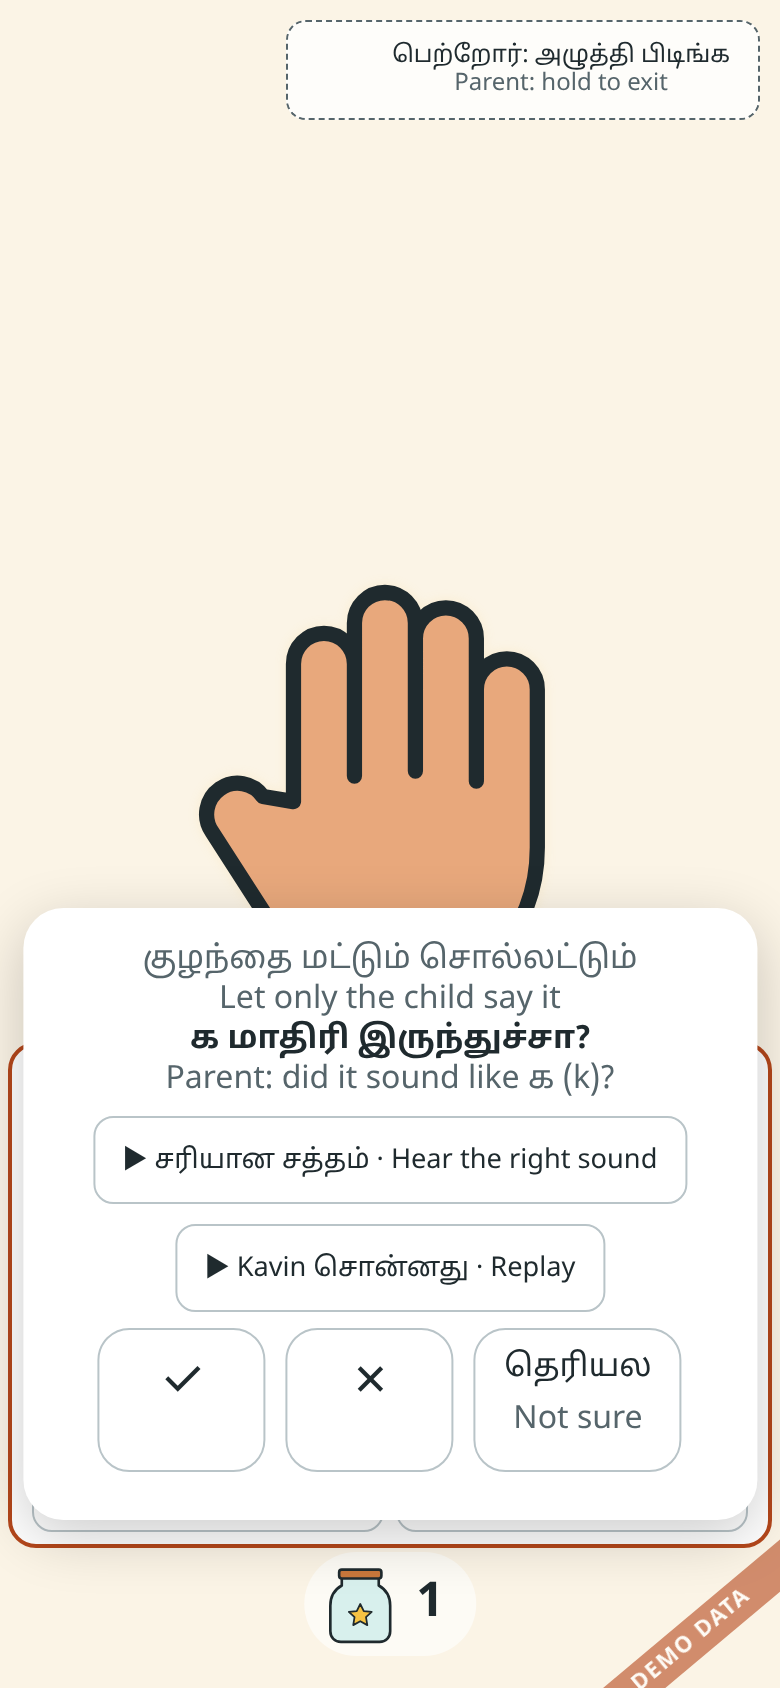 பெற்றோர்: அழுத்தி பிடிங்க
Parent: hold to exit
குழந்தை மட்டும் சொல்லட்டும்
Let only the child say it
க மாதிரி இருந்துச்சா?
Parent: did it sound like க (k)?
▶ சரியான சத்தம் · Hear the right sound
▶ Kavin சொன்னது · Replay
✓ ✕ தெரியல
Not sure
1
DEMO DATA